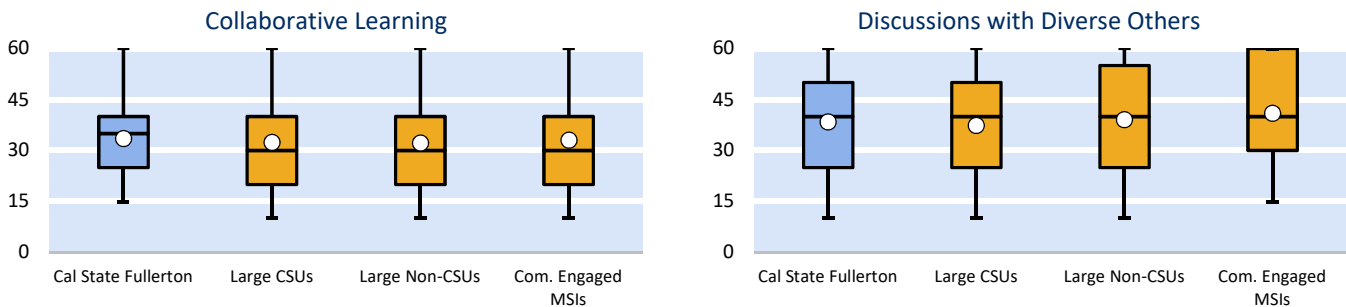 Collaborative Learning
60
45
30
15
0
Cal State Fullerton
Large CSUs
Large Non-CSUs
Com. Engaged
MSIs
Discussions with Diverse Others
60
45
30
15
0
Cal State Fullerton
Large CSUs
Large Non-CSUs
Com. Engaged
MSIs